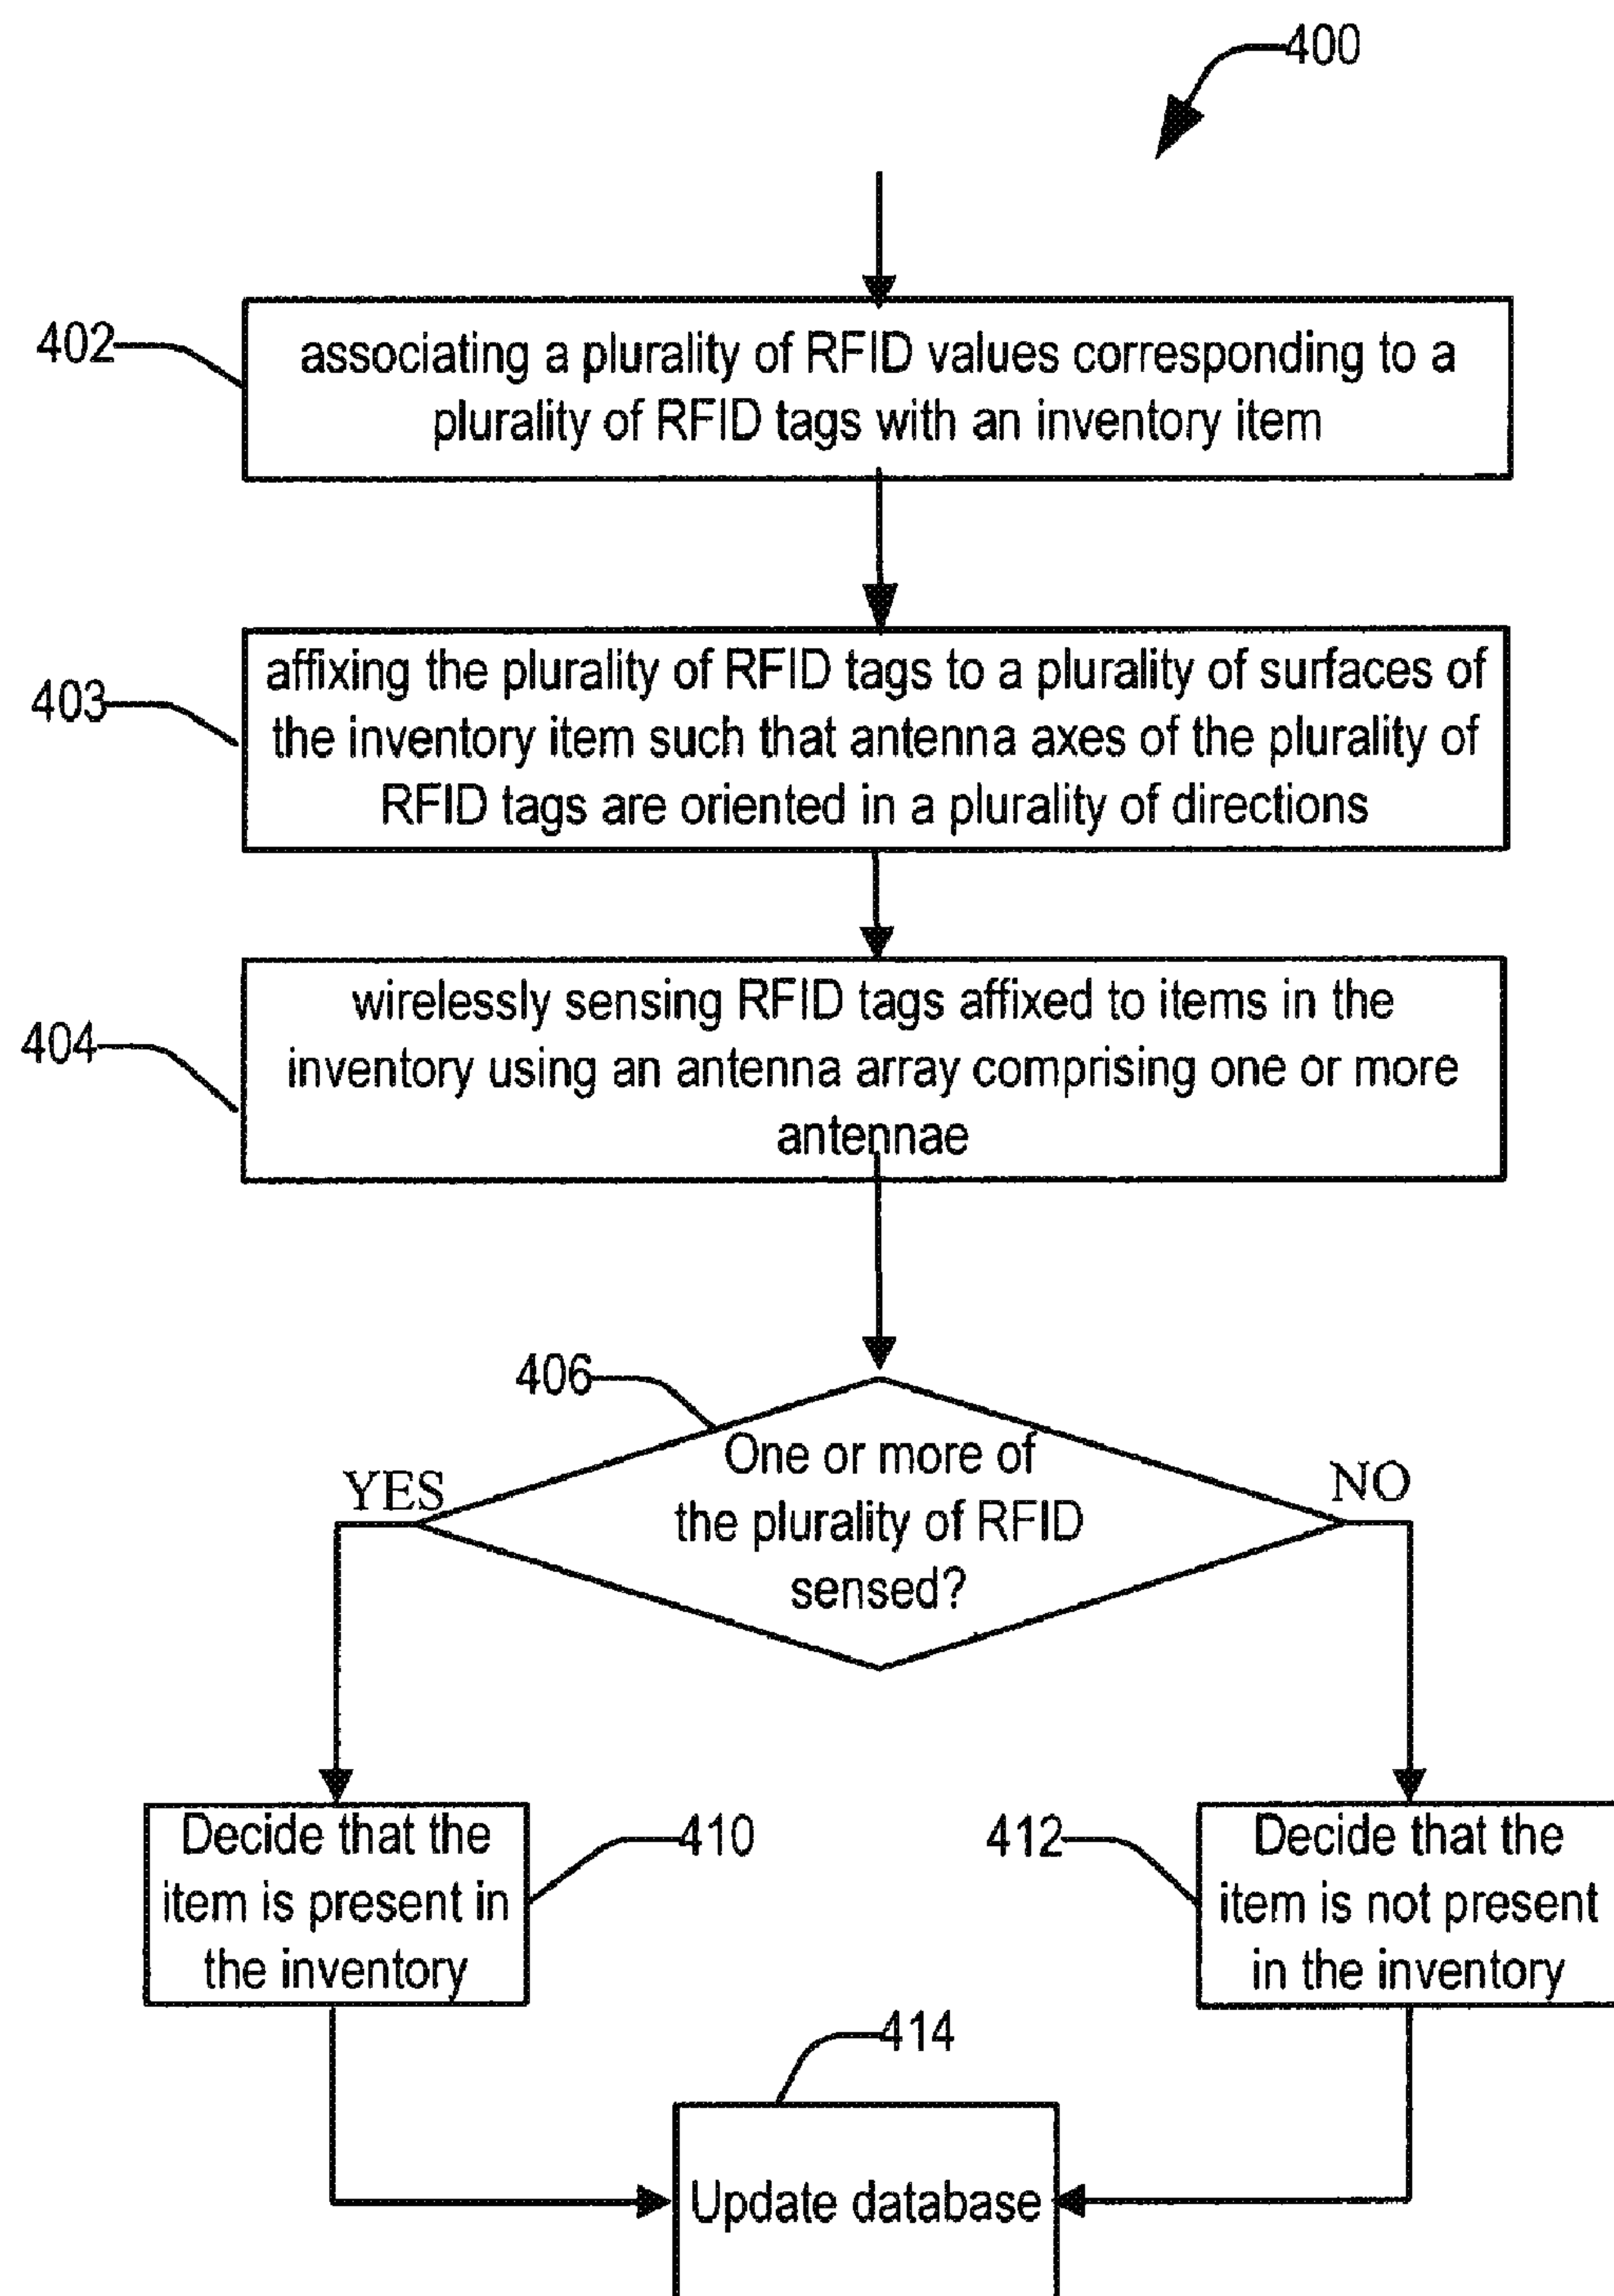 400
402
associating a plurality of RFID values corresponding to a
plurality of RFID tags with an inventory item
403
affixing the plurality of RFID tags to a plurality of surfaces of
the inventory item such that antenna axes of the plurality of
RFID tags are oriented in a plurality of directions
404
wirelessly sensing RFID tags affixed to items in the
inventory using an antenna array comprising one or more
antennae
406
One or more of
the plurality of RFID
sensed?
YES
NO
Decide that the
item is present in
the inventory
410
412
Decide that the
item is not present
in the inventory
414
Update database